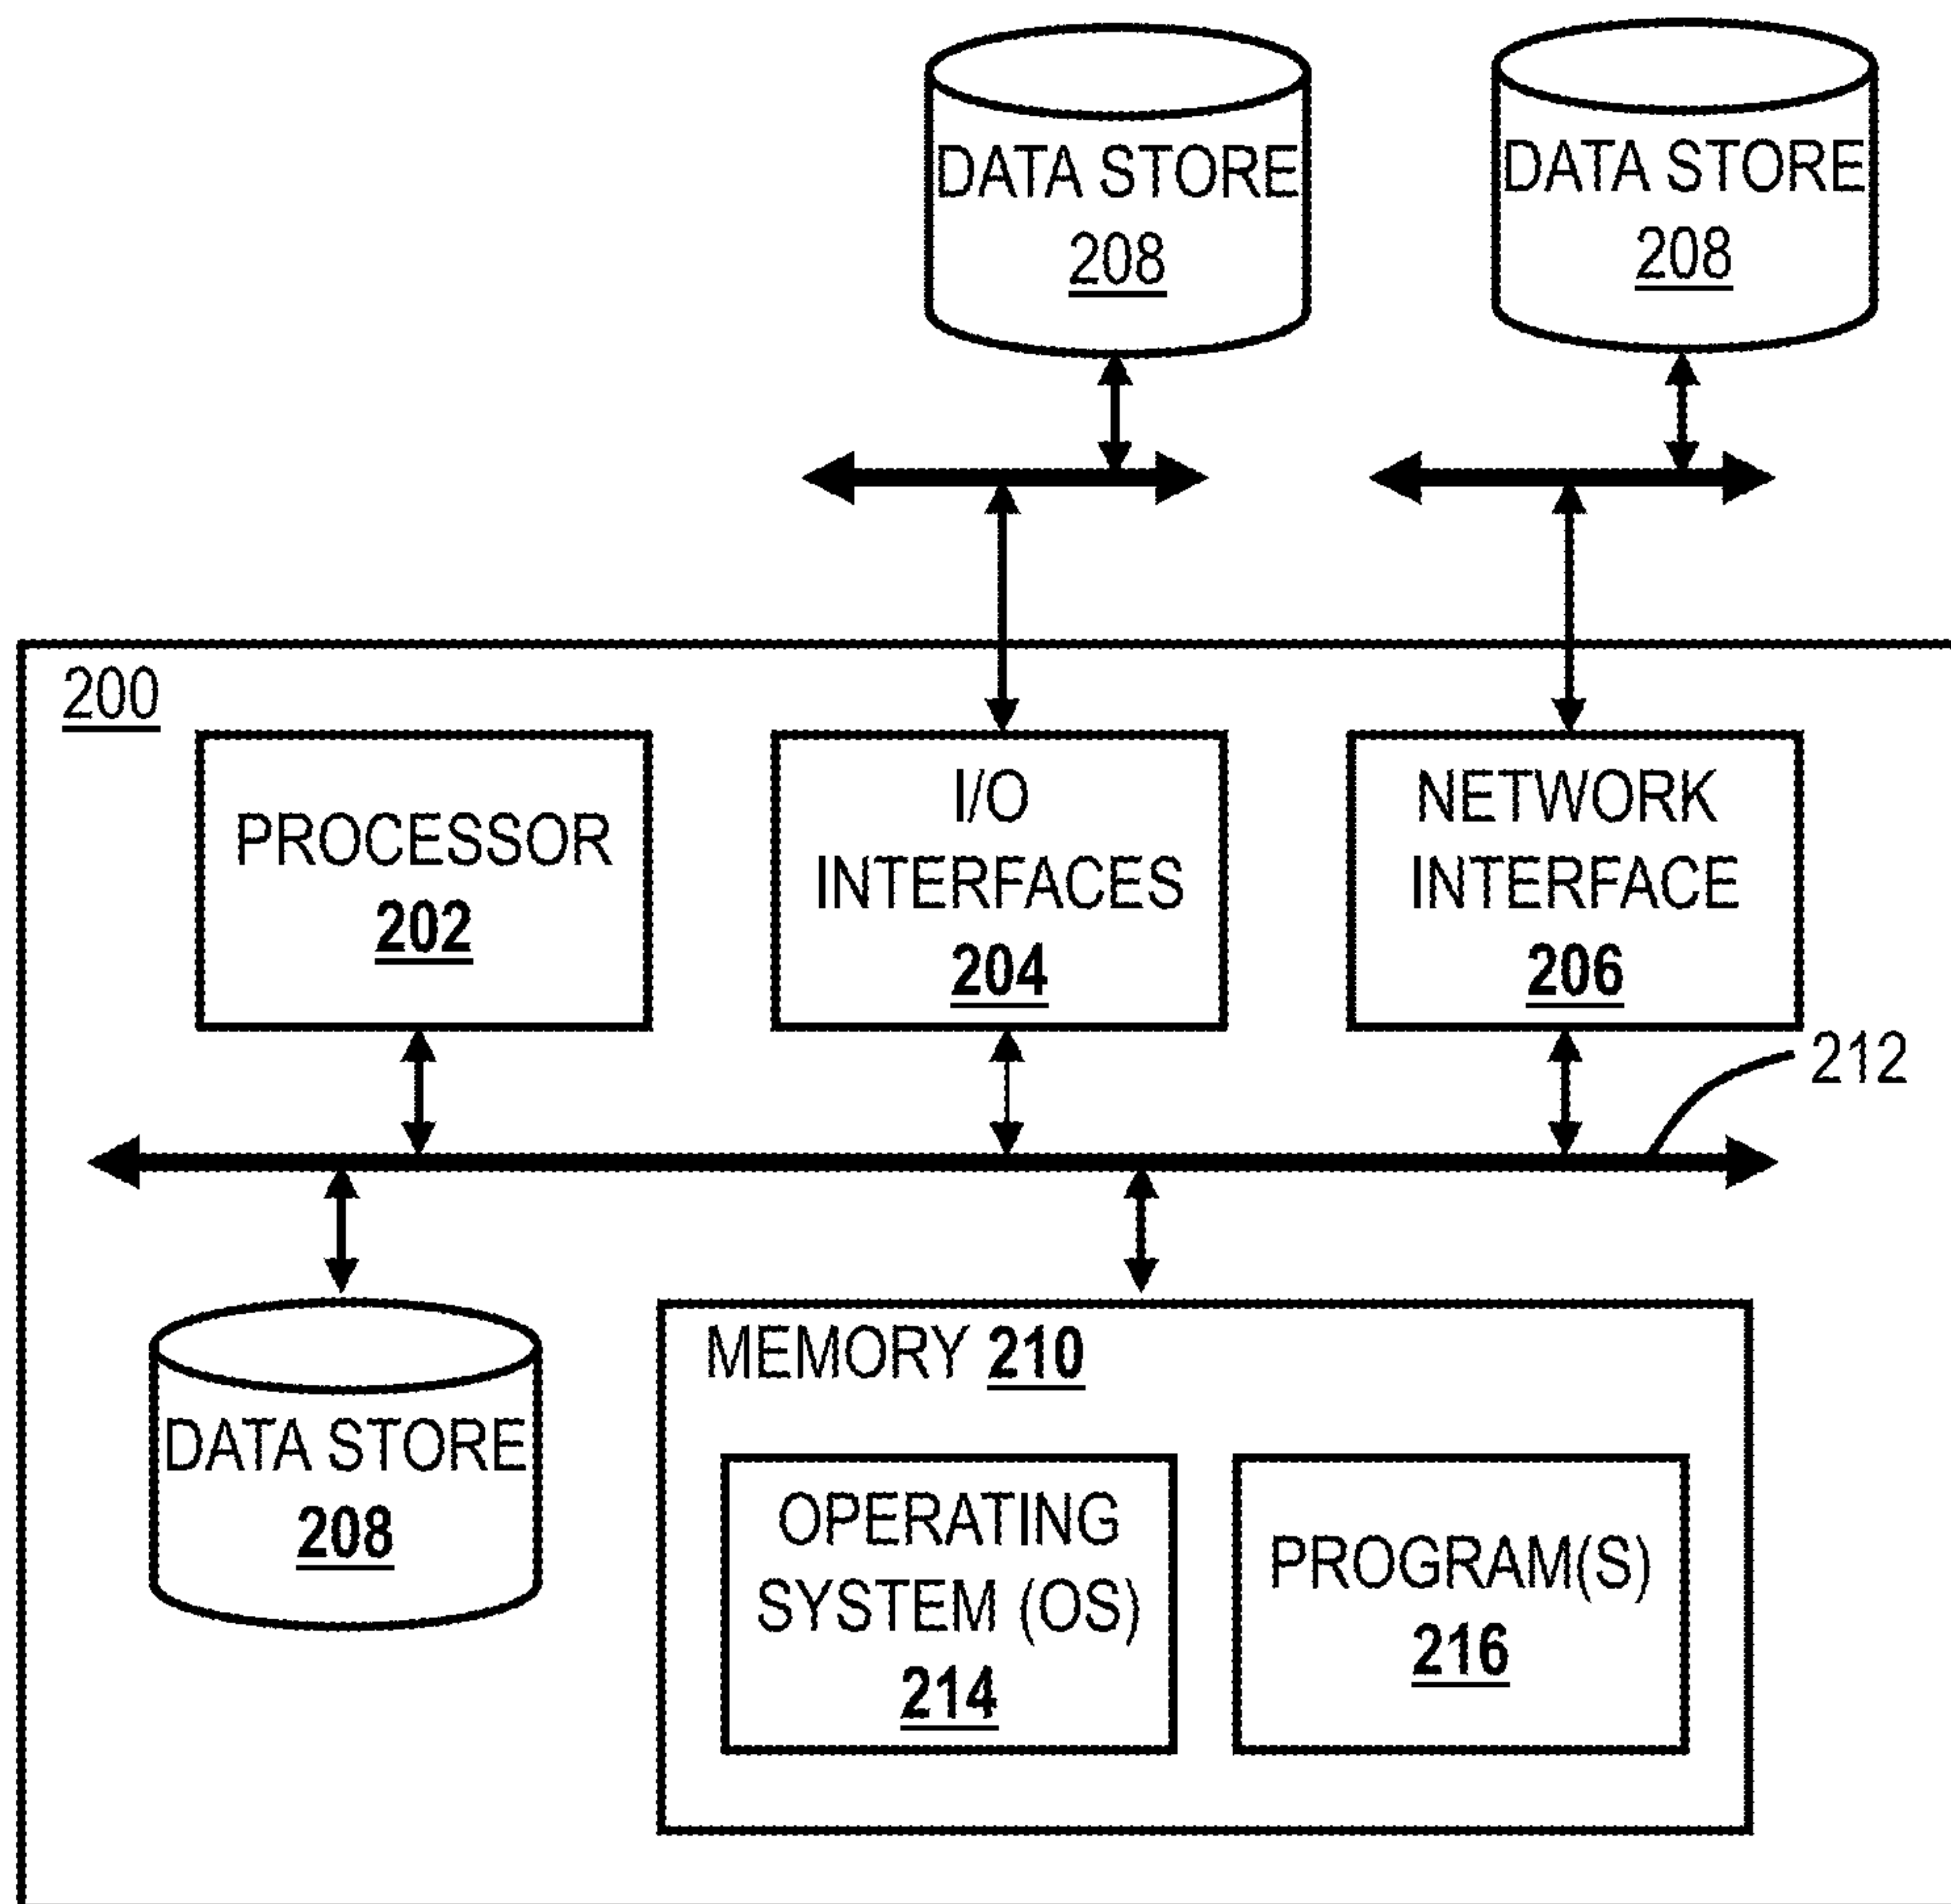 DATA STORE
208
DATA STORE
208
200
PROCESSOR
202
I/O
INTERFACES
204
NETWORK
INTERFACE
206
212
DATA STORE
208
MEMORY 210
OPERATING
SYSTEM (OS)
214
PROGRAM(S)
216